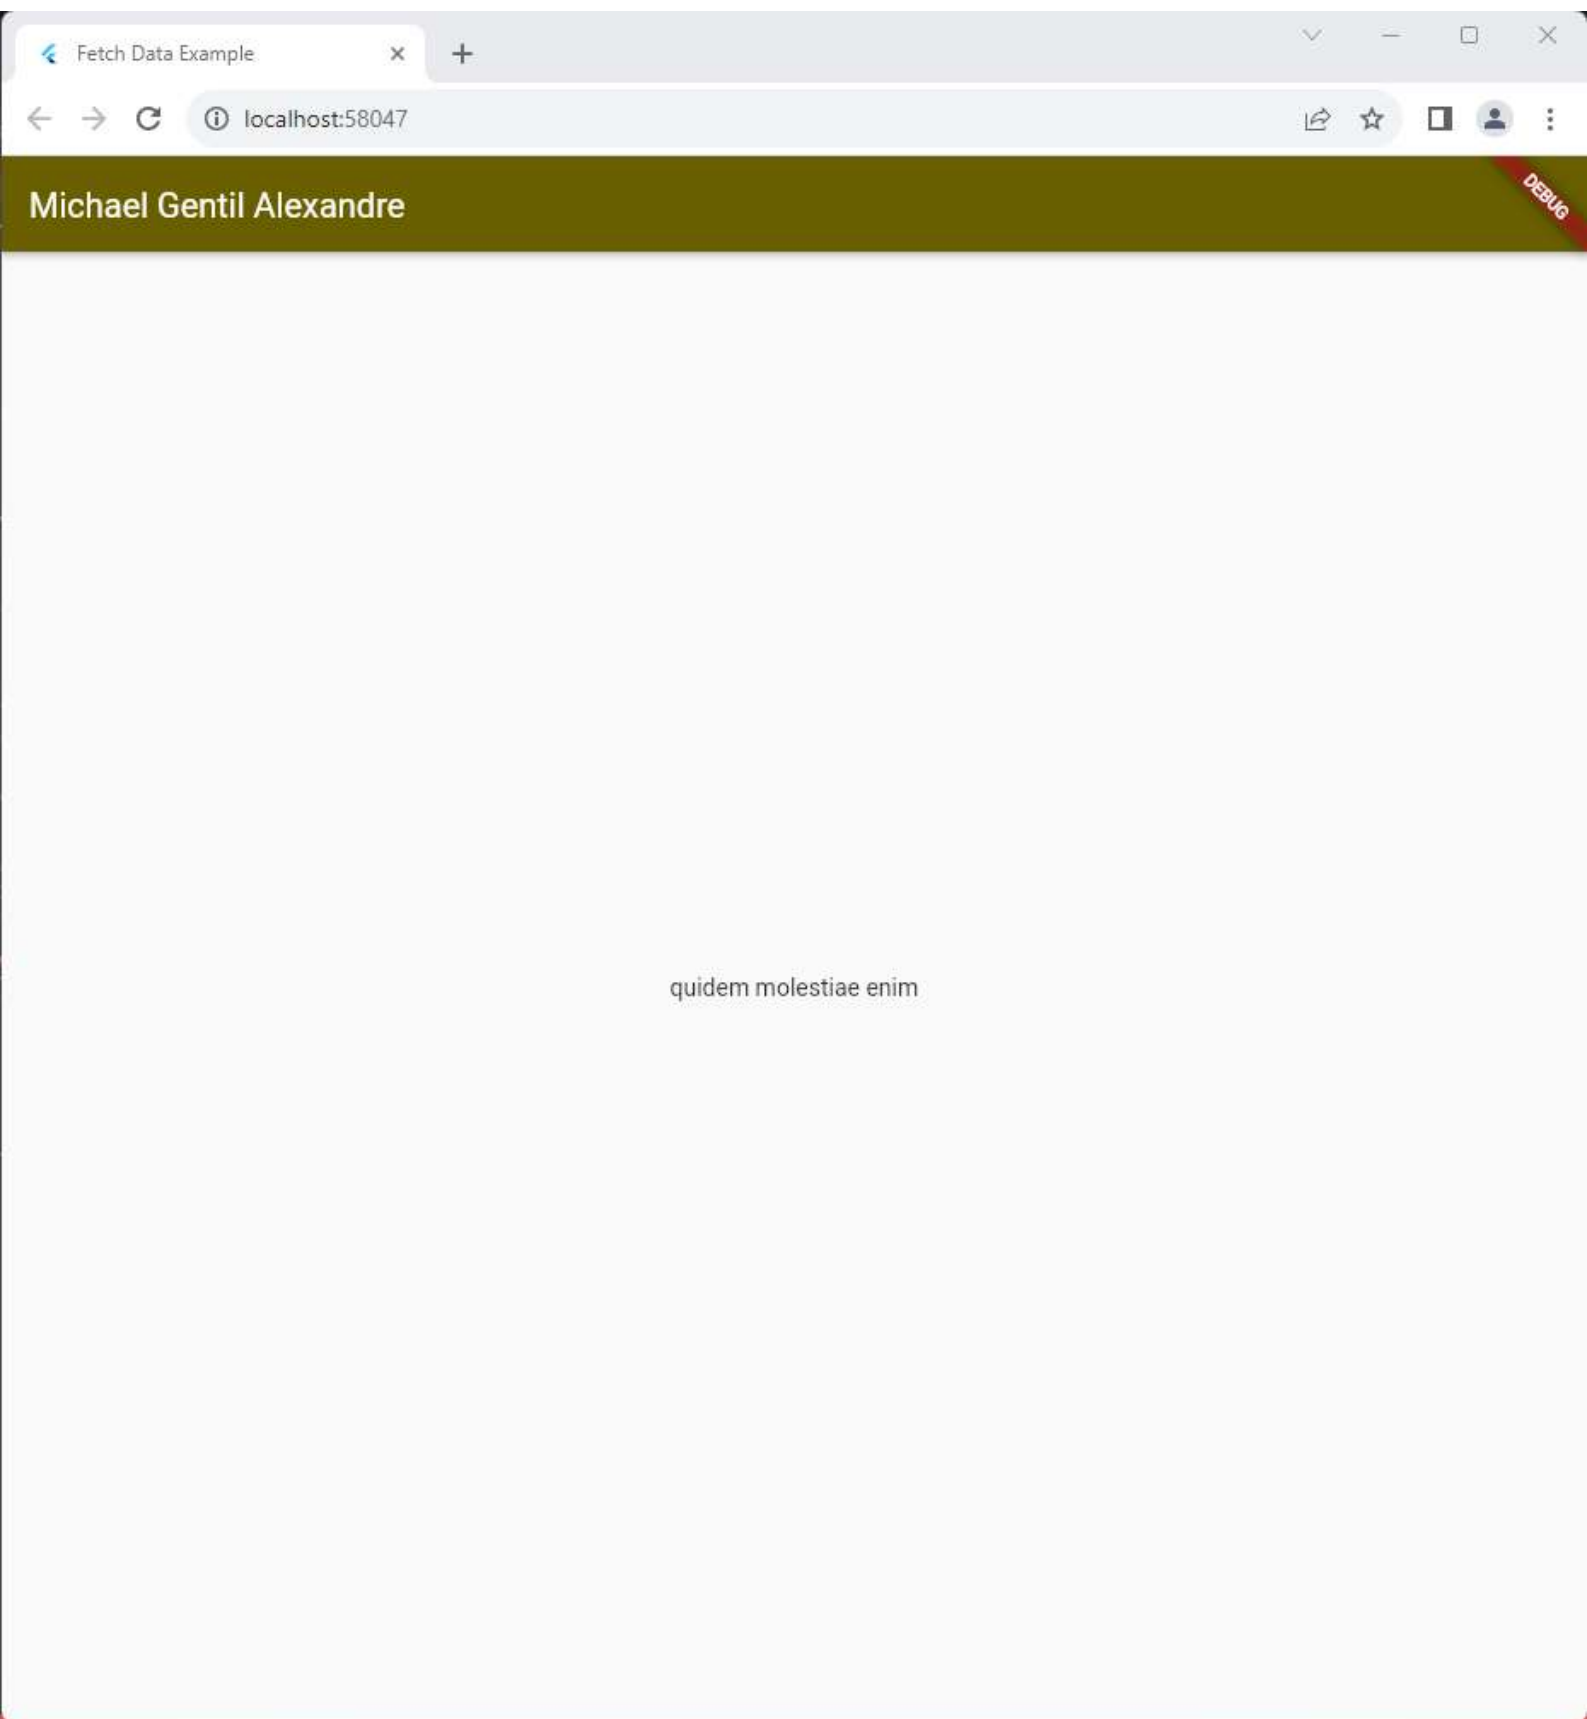 Fetch Data Example
localhost:58047
Michael Gentil Alexandre
DEBUG
quidem molestiae enim